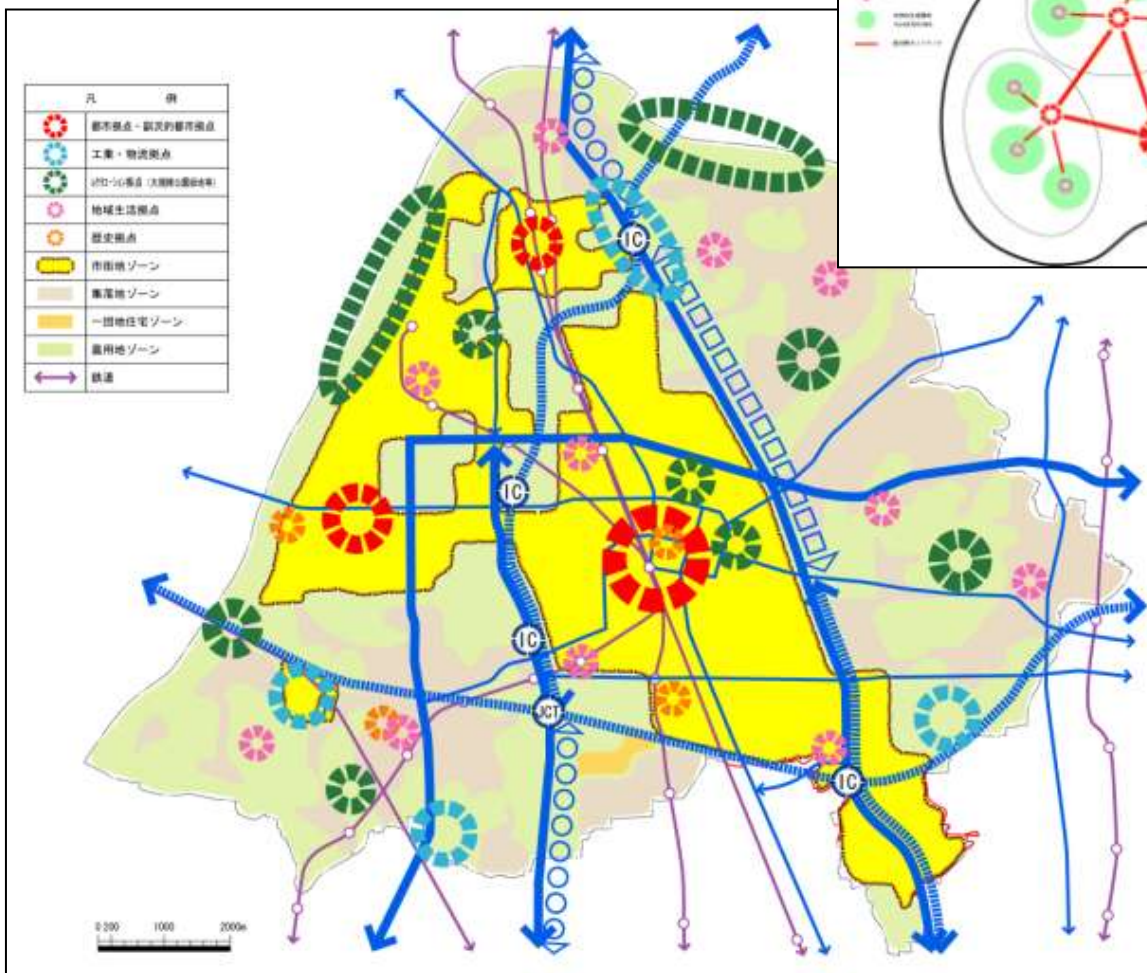 凡 例
都市拠点・副次的都市拠点
工業・物流拠点
レクリエーション拠点（大規模公園緑地等）
地域生活拠点
歴史拠点
市街地ゾーン
集落地ゾーン
一団地住宅ゾーン
農用地ゾーン
鉄道
IC
IC
IC
JCT
IC
0 200 1000 2000m